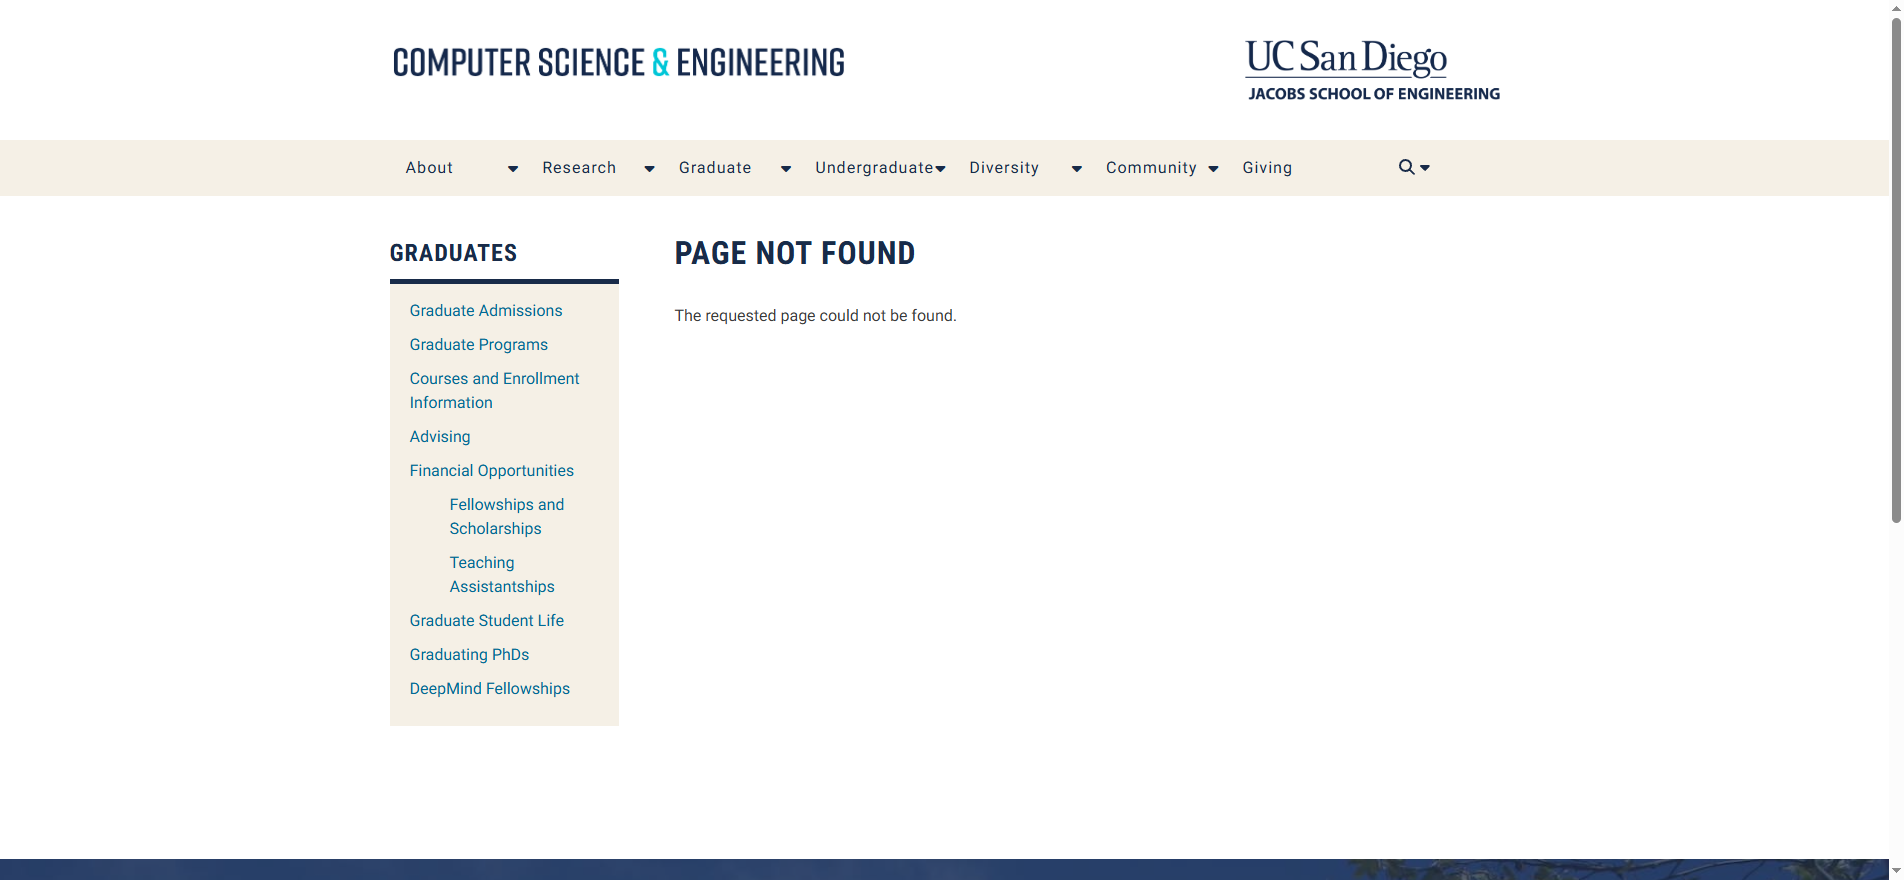 COMPUTER SCIENCE & ENGINEERING
UC San Diego
JACOBS SCHOOL OF ENGINEERING
About Research Graduate Undergraduate Diversity Community Giving
GRADUATES
Graduate Admissions
Graduate Programs
Courses and Enrollment
Information
Advising
Financial Opportunities
Fellowships and
Scholarships
Teaching
Assistantships
Graduate Student Life
Graduating PhDs
DeepMind Fellowships
PAGE NOT FOUND
The requested page could not be found.